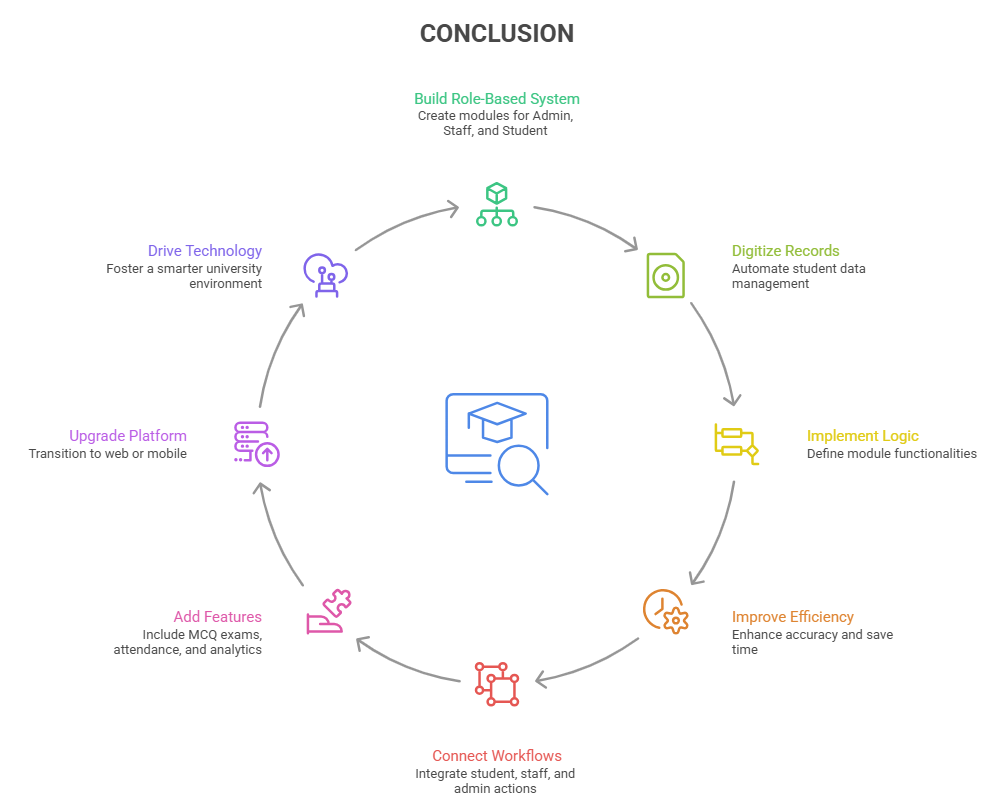 CONCLUSION
Build Role-Based System
Create modules for Admin,
Staff, and Student
Digitize Records
Automate student data
management
Implement Logic
Define module functionalities
Improve Efficiency
Enhance accuracy and save
time
Connect Workflows
Integrate student, staff, and
admin actions
Add Features
Include MCQ exams,
attendance, and analytics
Upgrade Platform
Transition to web or mobile
Drive Technology
Foster a smarter university
environment